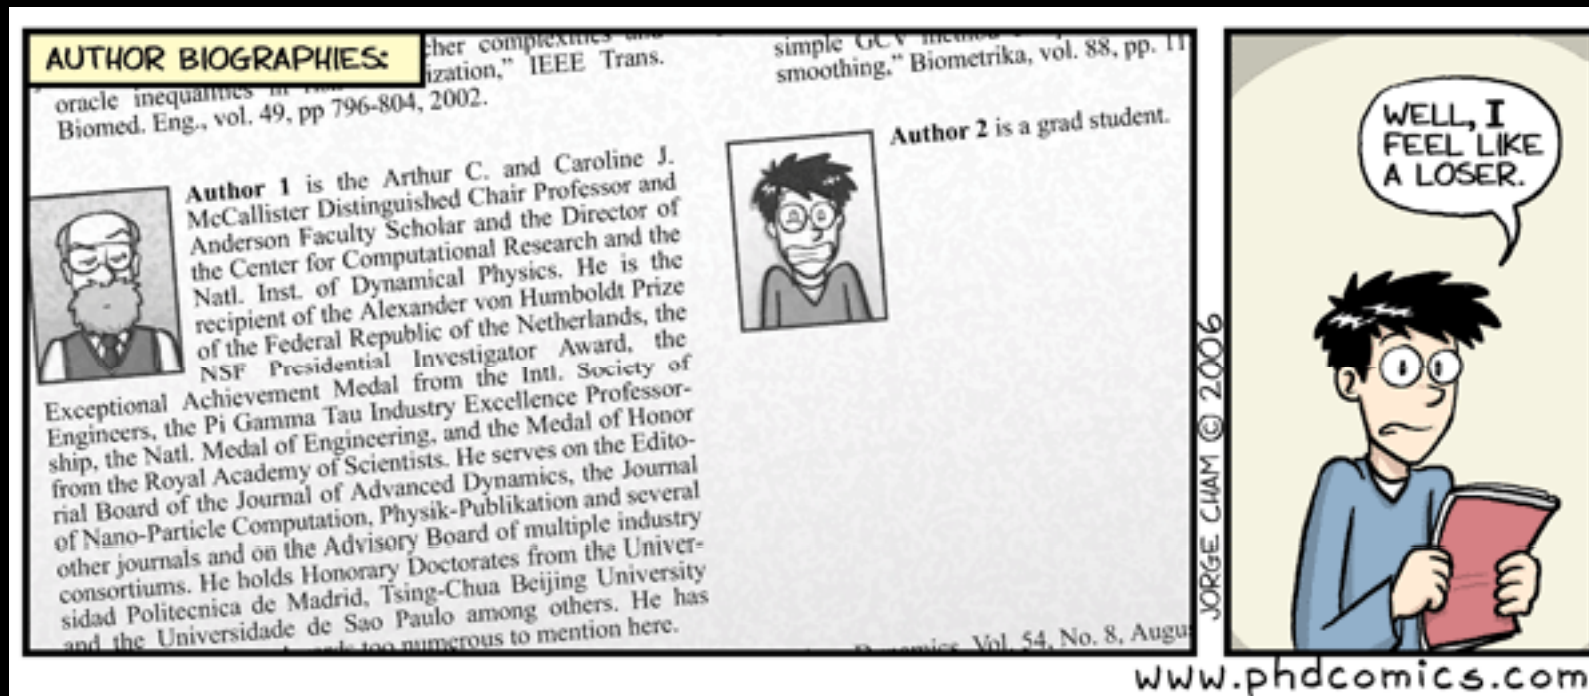 AUTHOR BIOGRAPHIES:
cher complexities and
ization," IEEE Trans.
oracle inequalities in
Biomed. Eng., vol. 49, pp 796-804, 2002.
Author 1 is the Arthur C. and Caroline J.
McCallister Distinguished Chair Professor and
Anderson Faculty Scholar and the Director of
the Center for Computational Research and the
Natl. Inst. of Dynamical Physics. He is the
recipient of the Alexander von Humboldt Prize
of the Federal Republic of the Netherlands, the
NSF Presidential Investigator Award, the
Exceptional Achievement Medal from the Intl. Society of
Engineers, the Pi Gamma Tau Industry Excellence Professor-
ship, the Natl. Medal of Engineering, and the Medal of Honor
from the Royal Academy of Scientists. He serves on the Edito-
rial Board of the Journal of Advanced Dynamics, the Journal
of Nano-Particle Computation, Physik-Publikation and several
other journals and on the Advisory Board of multiple industry
consortiums. He holds Honorary Doctorates from the Univer-
sidad Politecnica de Madrid, Tsing-Chua Beijing University
and the Universidade de Sao Paulo among others. He has
too numerous to mention here.
simple GCV method
smoothing," Biometrika, vol. 88, pp. 11
Author 2 is a grad student.
Vol. 54, No. 8, Augu
JORGE CHAM © 2006
WELL, I
FEEL LIKE
A LOSER.
www.phdcomics.com